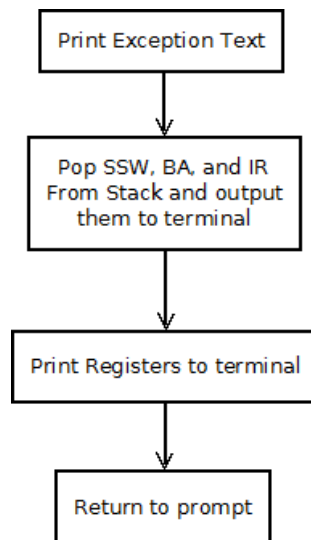 Print Exception Text
Pop SSW, BA, and IR
From Stack and output
them to terminal
Print Registers to terminal
Return to prompt